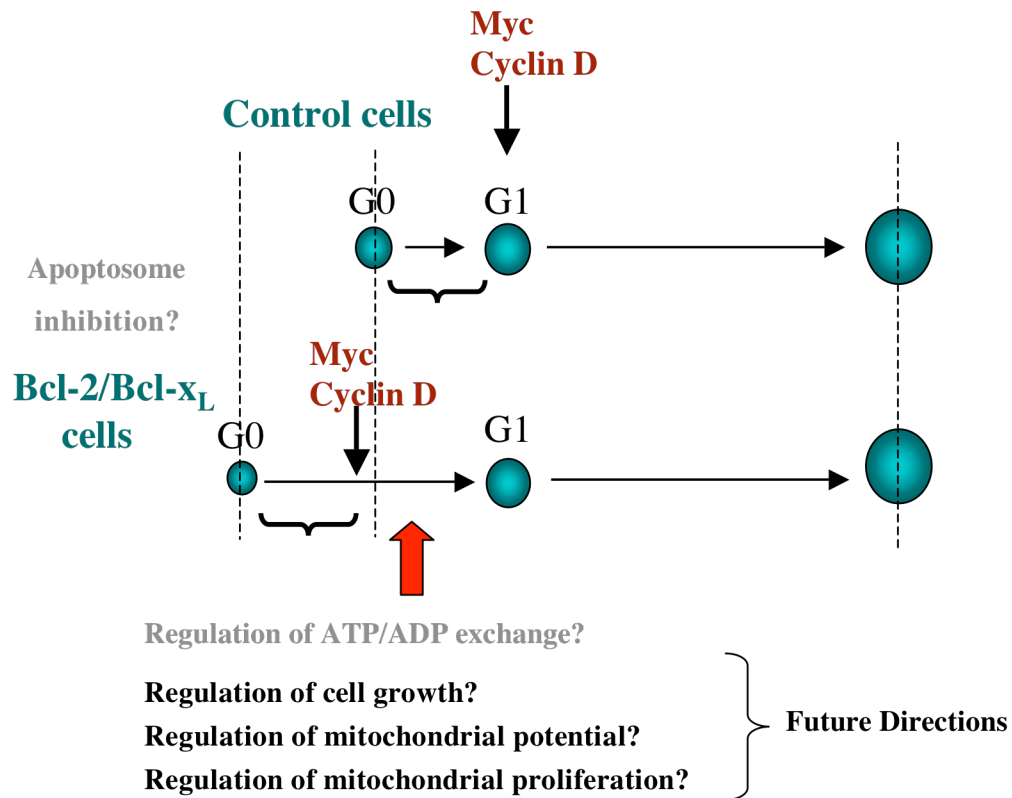 Myc
Cyclin D
Control cells
G0
G1
Apoptosome
inhibition?
Myc
Cyclin D
Bcl-2/Bcl-xL
cells
G0
G1
Regulation of ATP/ADP exchange?
Regulation of cell growth?
Regulation of mitochondrial potential?
Regulation of mitochondrial proliferation?
Future Directions